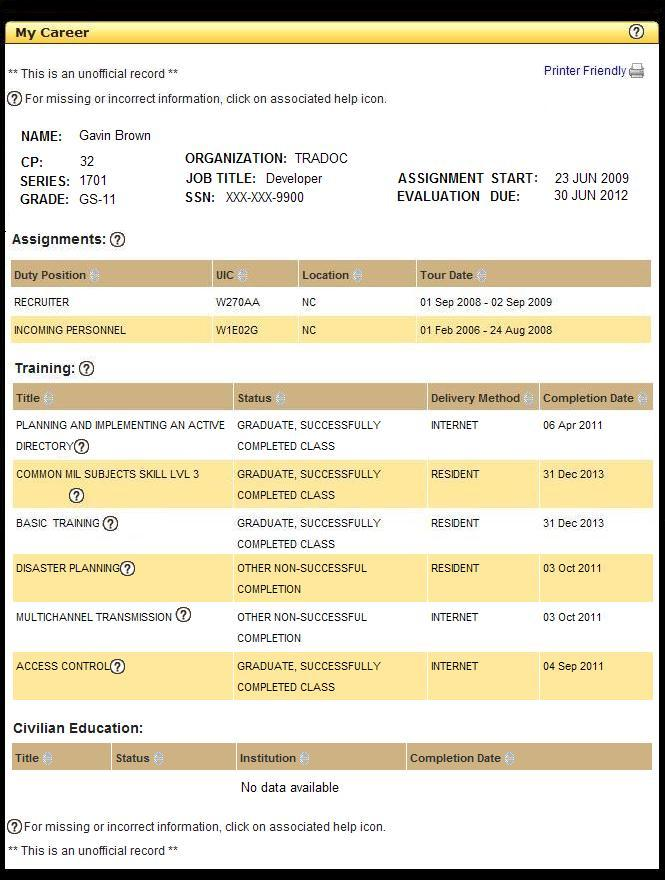 My Career
** This is an unofficial record **
Printer Friendly
? For missing or incorrect information, click on associated help icon.
NAME: Gavin Brown
CP: 32 ORGANIZATION: TRADOC
SERIES: 1701 JOB TITLE: Developer ASSIGNMENT START: 23 JUN 2009
GRADE: GS-11 SSN: XXX-XXX-9900 EVALUATION DUE: 30 JUN 2012
Assignments: ?
Duty Position UIC Location Tour Date
RECRUITER W270AA NC 01 Sep 2008 - 02 Sep 2009
INCOMING PERSONNEL W1E02G NC 01 Feb 2006 - 24 Aug 2008
Training: ?
Title Status Delivery Method Completion Date
PLANNING AND IMPLEMENTING AN ACTIVE GRADUATE, SUCCESSFULLY INTERNET 06 Apr 2011
DIRECTORY ? COMPLETED CLASS
COMMON MIL SUBJECTS SKILL LVL 3 GRADUATE, SUCCESSFULLY RESIDENT 31 Dec 2013
? COMPLETED CLASS
BASIC TRAINING ? GRADUATE, SUCCESSFULLY RESIDENT 31 Dec 2013
COMPLETED CLASS
DISASTER PLANNING ? OTHER NON-SUCCESSFUL RESIDENT 03 Oct 2011
COMPLETION
MULTICHANNEL TRANSMISSION ? OTHER NON-SUCCESSFUL INTERNET 03 Oct 2011
COMPLETION
ACCESS CONTROL ? GRADUATE, SUCCESSFULLY INTERNET 04 Sep 2011
COMPLETED CLASS
Civilian Education:
Title Status Institution Completion Date
No data available
? For missing or incorrect information, click on associated help icon.
** This is an unofficial record **